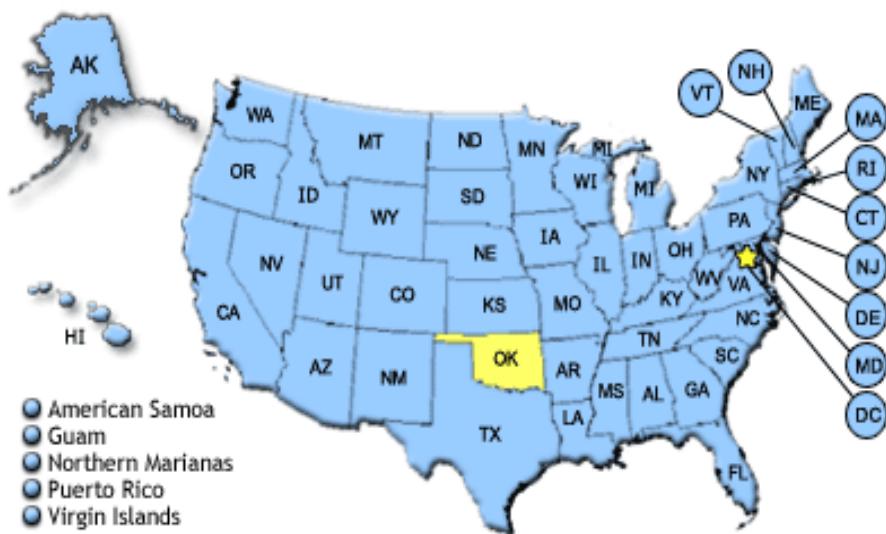 AK
NH
VT
ME
WA
MT
ND
MN
MI
MA
OR
ID
SD
WI
MI
NY
RI
WY
CT
IA
PA
NE
NV
UT
IL
IN
OH
NJ
CA
CO
KS
MO
WV
VA
KY
DE
HI
NC
TN
OK
AZ
NM
AR
SC
MD
MS
AL
GA
DC
TX
LA
FL
American Samoa
Guam
Northern Marianas
Puerto Rico
Virgin Islands